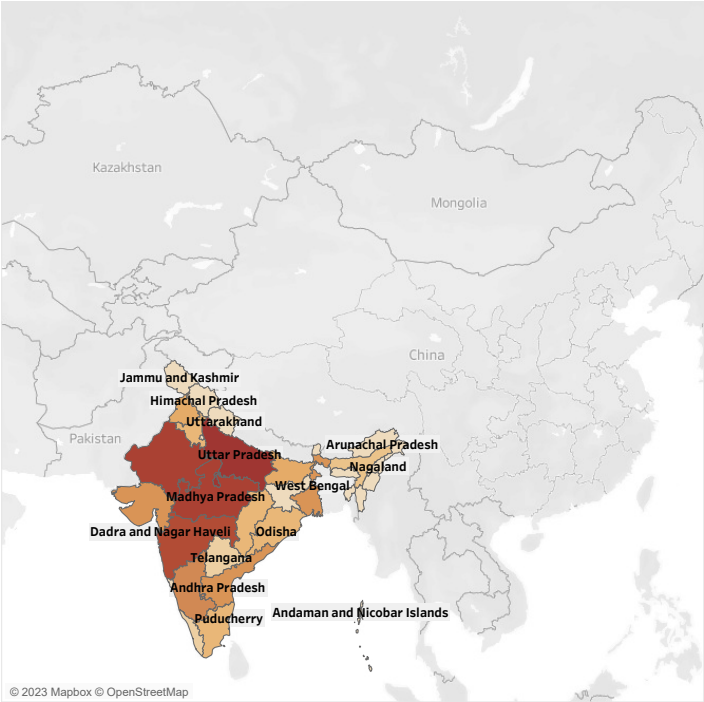 Kazakhstan
Mongolia
China
Jammu and Kashmir
Himachal Pradesh
Uttarakhand
Pakistan
Arunachal Pradesh
Uttar Pradesh
Nagaland
West Bengal
Madhya Pradesh
Dadra and Nagar Haveli
Odisha
Telangana
Andhra Pradesh
Andaman and Nicobar Islands
Puducherry
© 2023 Mapbox © OpenStreetMap